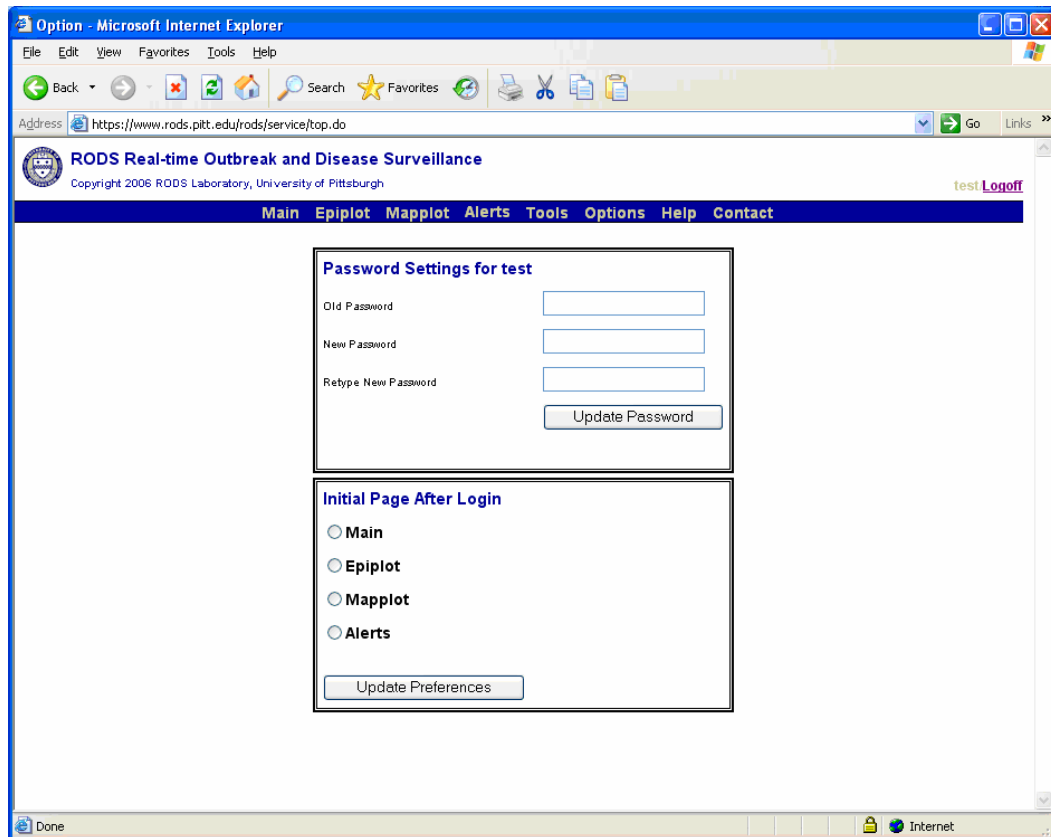 Option - Microsoft Internet Explorer
File Edit View Favorites Tools Help
Back Search Favorites
Address https://www.rods.pitt.edu/rods/service/top.do Go Links »
RODS Real-time Outbreak and Disease Surveillance
Copyright 2006 RODS Laboratory, University of Pittsburgh
test/Logoff
Main Epiplot Mapplot Alerts Tools Options Help Contact
Password Settings for test
Old Password
New Password
Retype New Password
Update Password
Initial Page After Login
Main
Epiplot
Mapplot
Alerts
Update Preferences
Done Internet